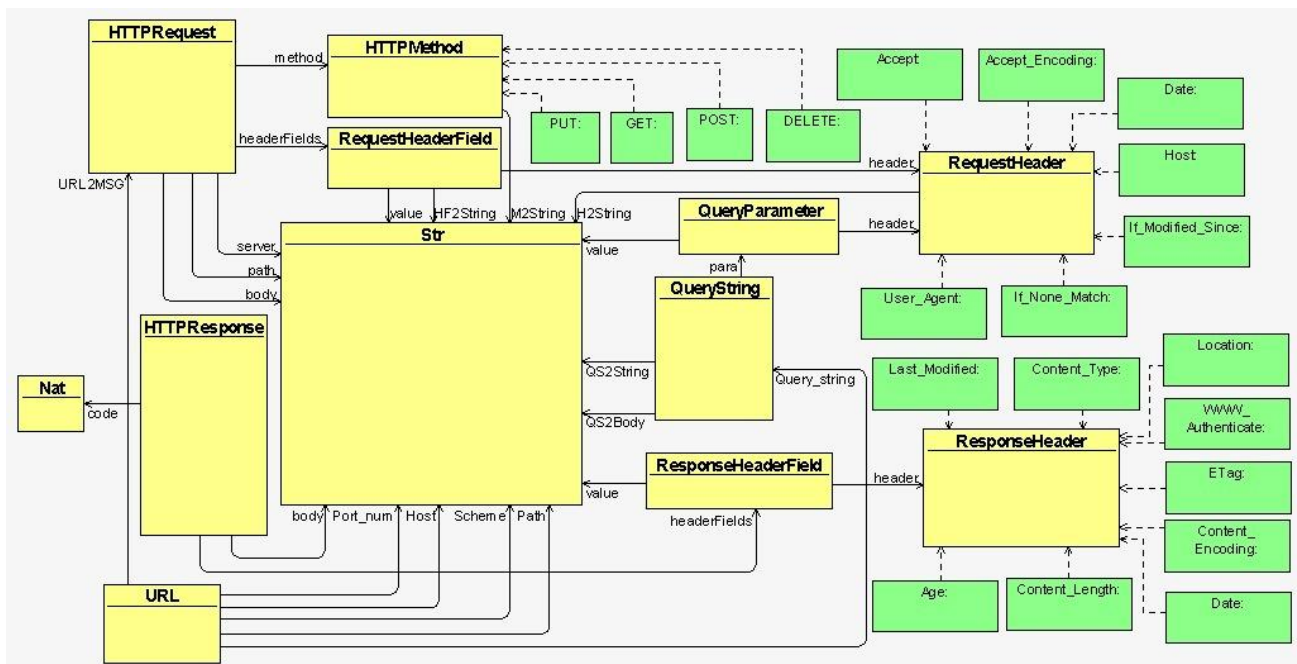 HTTPRequest
method
HTTPMethod
PUT:
GET:
POST:
DELETE:
Accept
Accept_Encoding:
Date:
Host:
headerFields
RequestHeaderField
header
RequestHeader
URL2MSG
value
HF2String
M2String
H2String
QueryParameter
header
If_Modified_Since:
server
path
body
Str
value
para
QueryString
User_Agent:
If_None_Match:
HTTPResponse
Nat
code
QS2String
QS2Body
Query_string
Last_Modified:
Content_Type:
Location:
WWW_
Authenticate:
ResponseHeader
ETag:
Content_
Encoding:
Date:
ResponseHeaderField
value
header
headerFields
body
Port_num
Host
Scheme
Path
Age:
Content_Length:
URL